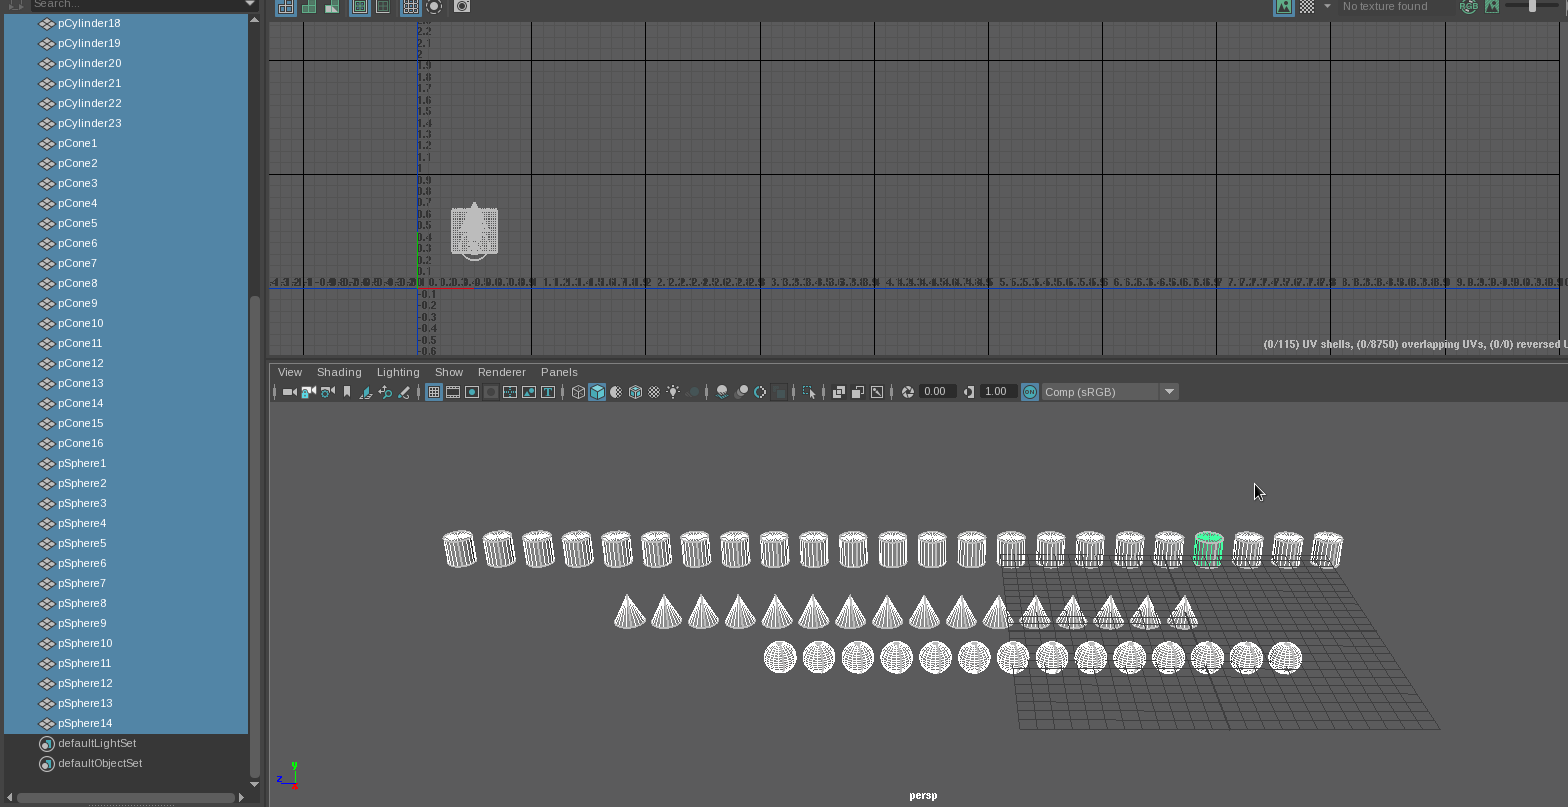 Search...
No texture found
RGB
pCylinder18
pCylinder19
pCylinder20
pCylinder21
pCylinder22
pCylinder23
pCone1
pCone2
pCone3
pCone4
pCone5
pCone6
pCone7
pCone8
pCone9
pCone10
pCone11
pCone12
pCone13
pCone14
pCone15
pCone16
pSphere1
pSphere2
pSphere3
pSphere4
pSphere5
pSphere6
pSphere7
pSphere8
pSphere9
pSphere10
pSphere11
pSphere12
pSphere13
pSphere14
defaultLightSet
defaultObjectSet
2.2
2.1
2
1.9
1.8
1.7
1.6
1.5
1.4
1.3
1.2
1.1
1
0.9
0.8
0.7
0.6
0.5
0.4
0.3
0.2
0.1
-0.1
-0.2
-0.3
-0.4
-0.5
-0.6
(0/115) UV shells, (0/8750) overlapping UVs, (0/0) reversed
View Shading Lighting Show Renderer Panels
0.00 1.00 ON Comp (sRGB)
y
z
x
persp